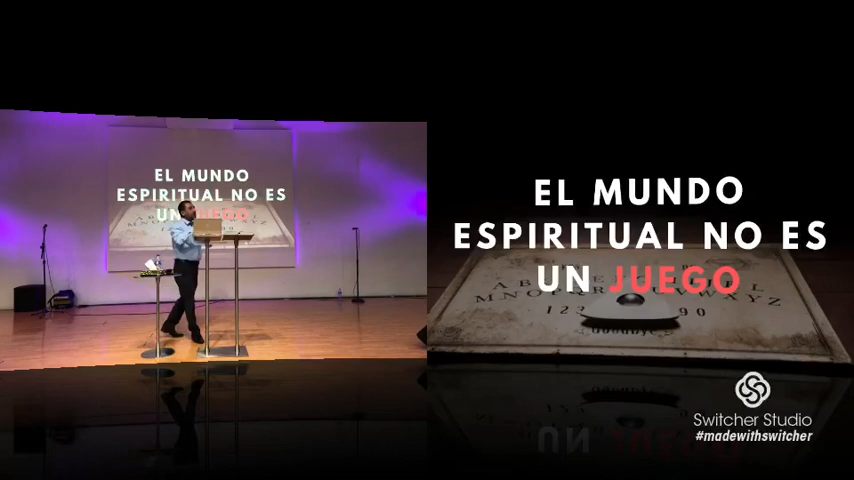 EL MUNDO
ESPIRITUAL NO ES
UN JUEGO
EL MUNDO
ESPIRITUAL NO ES
UN JUEGO
Switcher Studio
#madewithswitcher